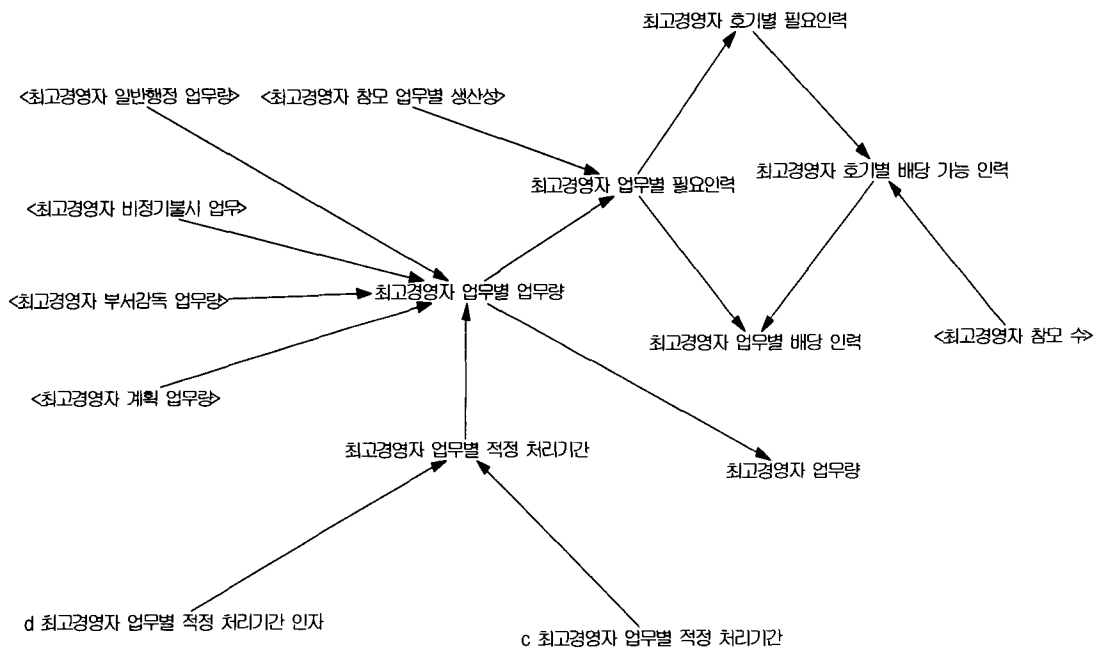 최고경영자 호기별 필요인력
<최고경영자 일반행정 업무량>
<최고경영자 참모 업무별 생산성>
최고경영자 호기별 배당 가능 인력
최고경영자 업무별 필요인력
<최고경영자 비정기불시 업무>
최고경영자 업무별 업무량
<최고경영자 부서감독 업무량>
<최고경영자 참모 수>
최고경영자 업무별 배당 인력
<최고경영자 계획 업무량>
최고경영자 업무별 적정 처리기간
최고경영자 업무량
d 최고경영자 업무별 적정 처리기간 인자
c 최고경영자 업무별 적정 처리기간